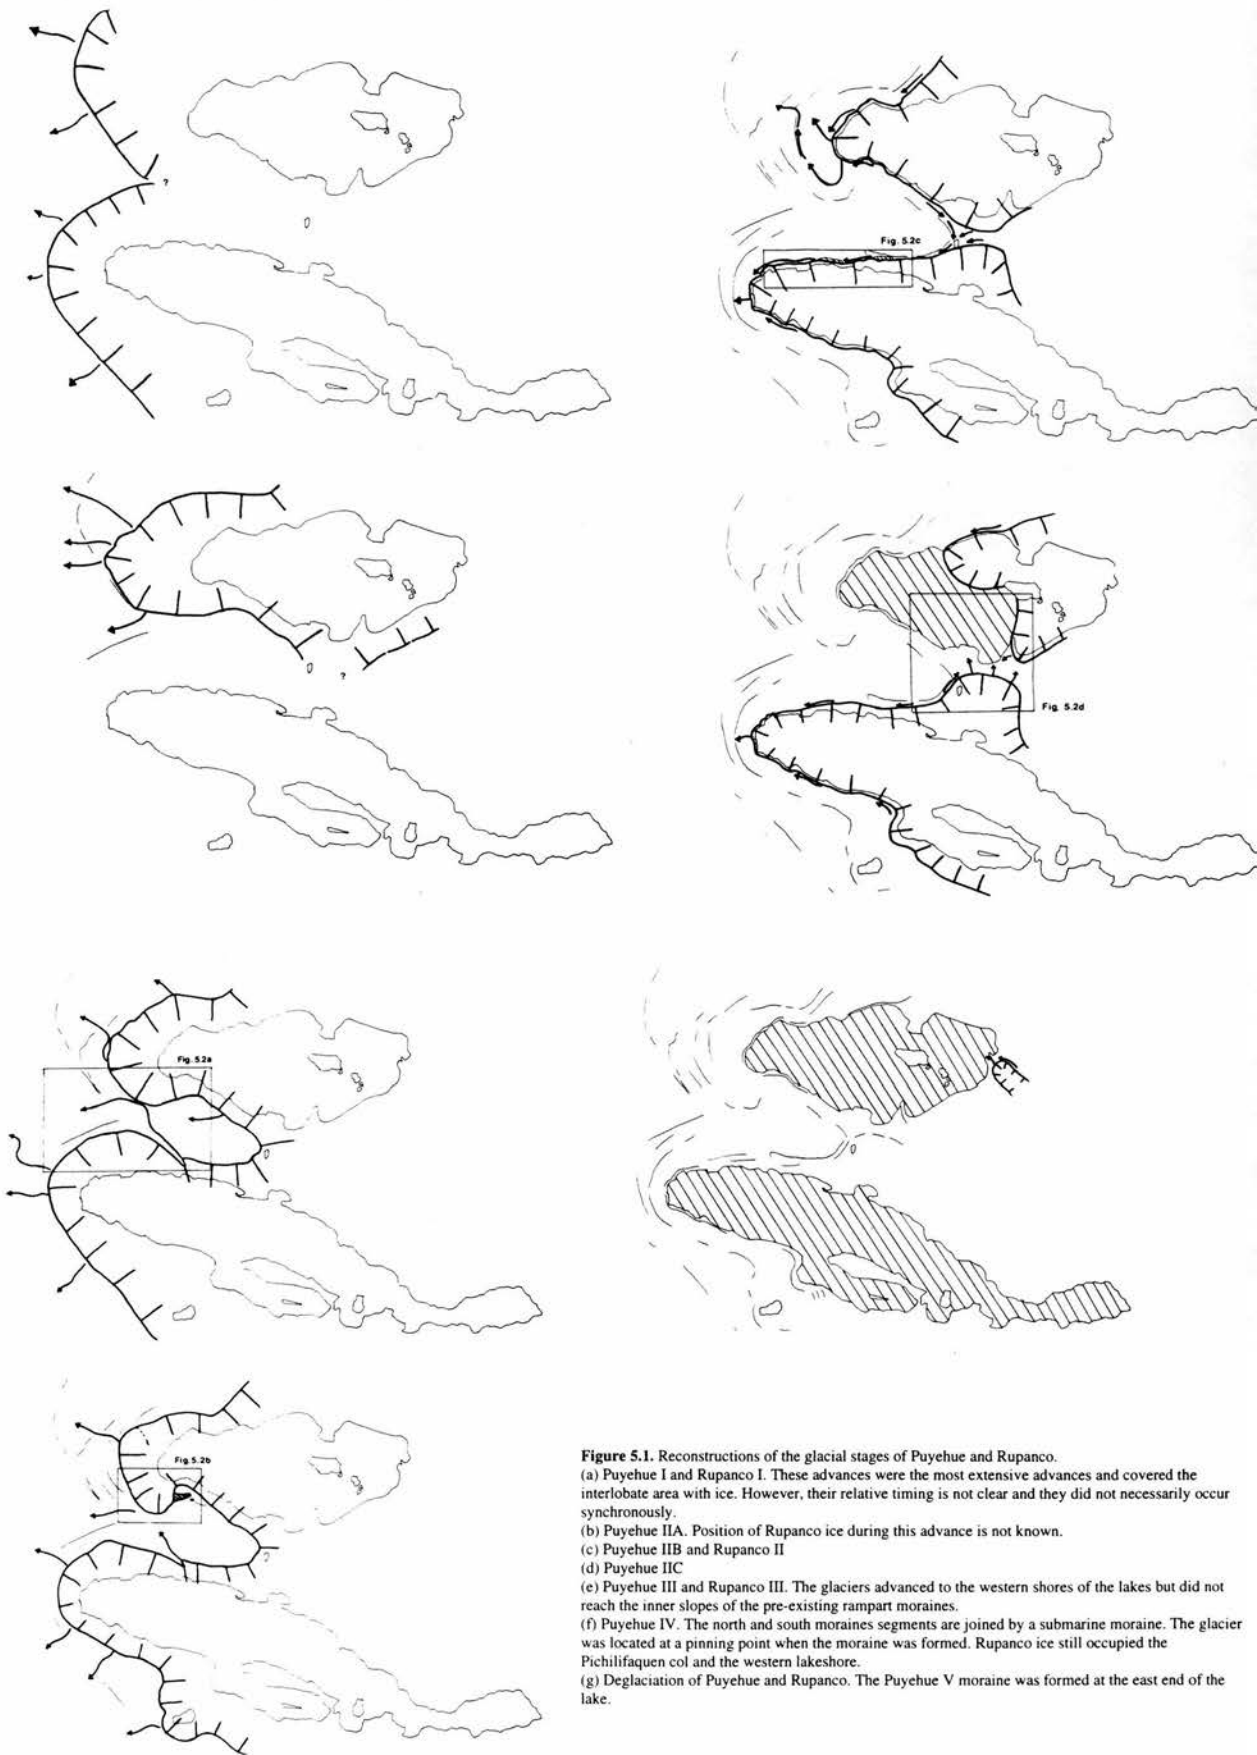 ?
Fig. 5.2c
?
Fig. 5.2d
Fig. 5.2a
Fig. 5.2b
Figure 5.1. Reconstructions of the glacial stages of Puyehue and Rupanco.
(a) Puyehue I and Rupanco I. These advances were the most extensive advances and covered the
interlobate area with ice. However, their relative timing is not clear and they did not necessarily occur
synchronously.
(b) Puyehue IIA. Position of Rupanco ice during this advance is not known.
(c) Puyehue IIB and Rupanco II
(d) Puyehue IIC
(e) Puyehue III and Rupanco III. The glaciers advanced to the western shores of the lakes but did not
reach the inner slopes of the pre-existing rampart moraines.
(f) Puyehue IV. The north and south moraines segments are joined by a submarine moraine. The glacier
was located at a pinning point when the moraine was formed. Rupanco ice still occupied the
Pichilifaquen col and the western lakeshore.
(g) Deglaciation of Puyehue and Rupanco. The Puyehue V moraine was formed at the east end of the
lake.